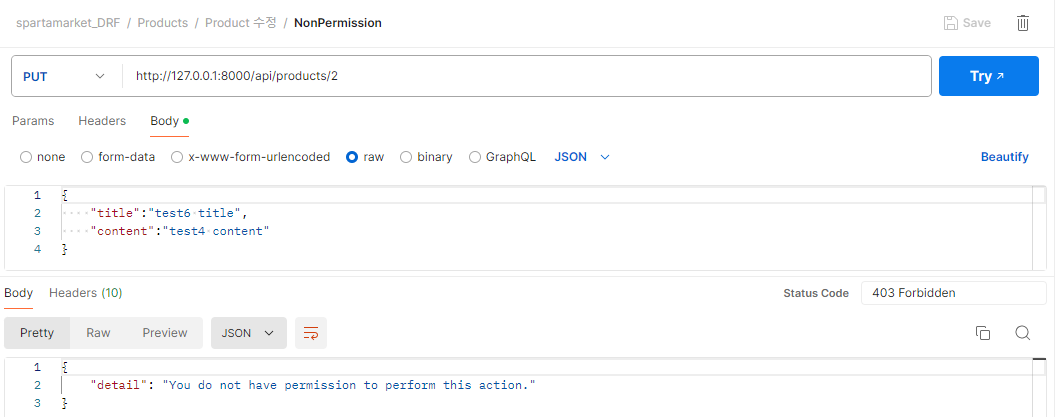 spartamarket_DRF / Products / Product 수정 / NonPermission
Save
PUT
http://127.0.0.1:8000/api/products/2
Try ↗
Params Headers Body
none form-data x-www-form-urlencoded raw binary GraphQL JSON
Beautify
1 {
2 "title":"test6 title",
3 "content":"test4 content"
4 }
Body Headers (10)
Status Code 403 Forbidden
Pretty Raw Preview JSON
1 {
2 "detail": "You do not have permission to perform this action."
3 }